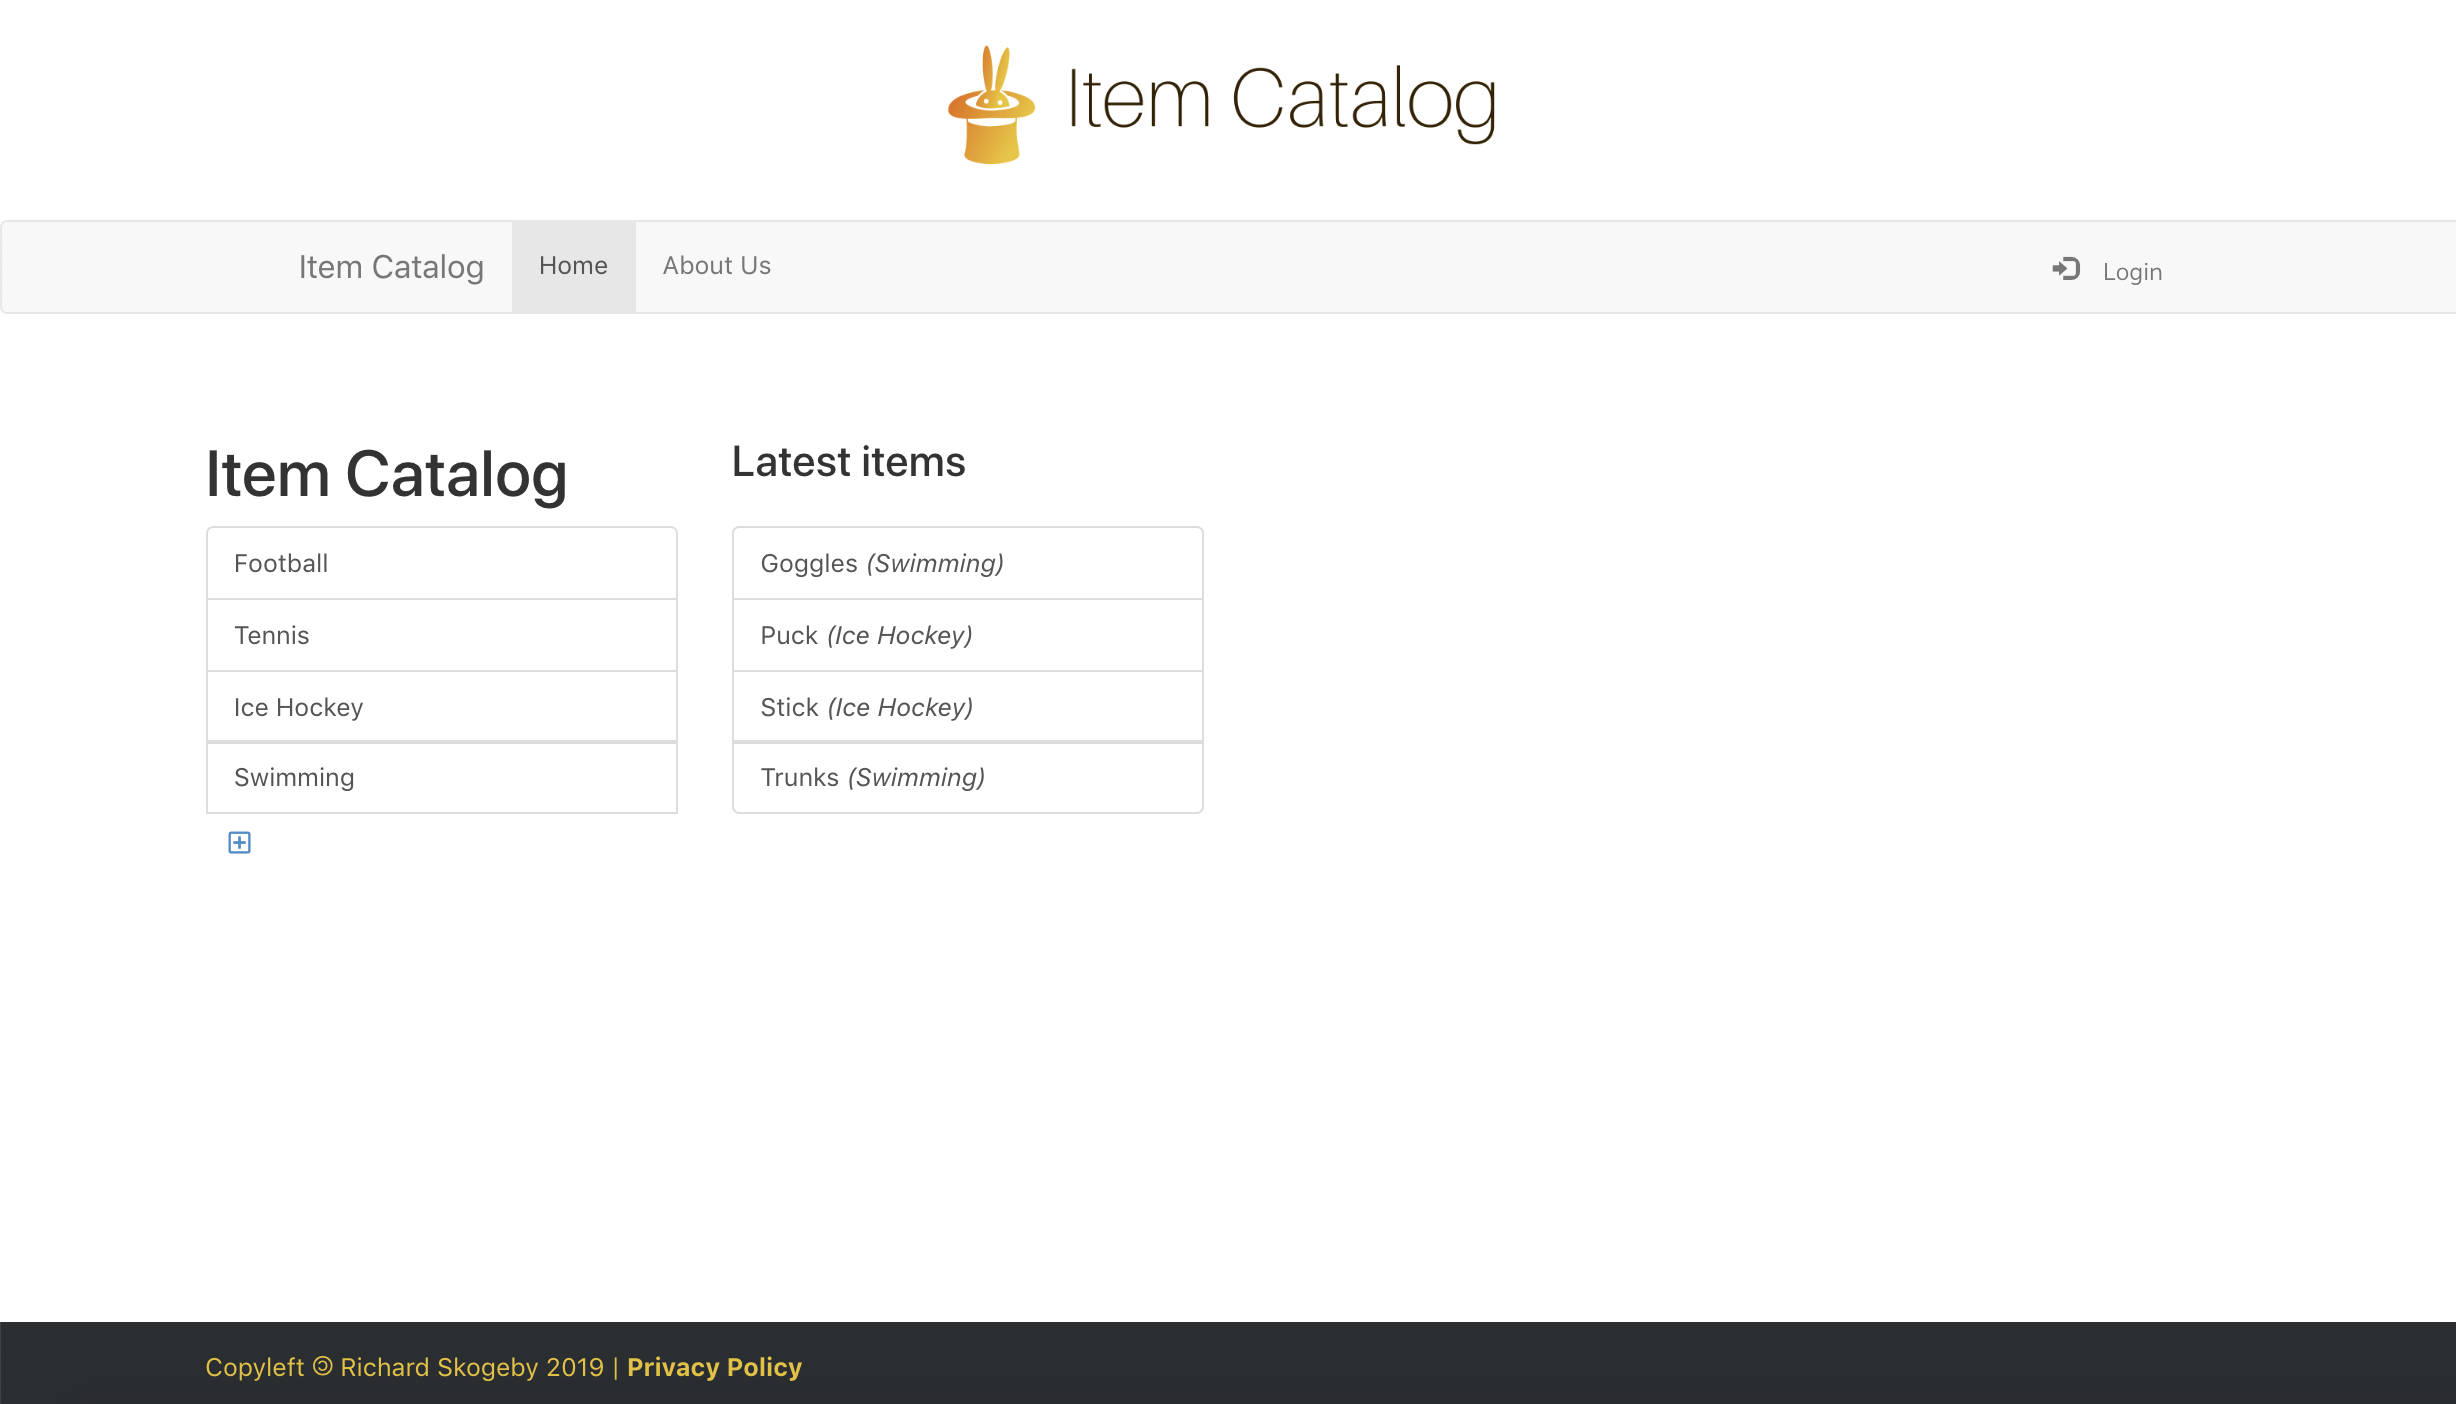 Item Catalog
Item Catalog Home About Us Login
Item Catalog
Football
Tennis
Ice Hockey
Swimming
Latest items
Goggles (Swimming)
Puck (Ice Hockey)
Stick (Ice Hockey)
Trunks (Swimming)
Copyleft 🄯 Richard Skogeby 2019 | Privacy Policy